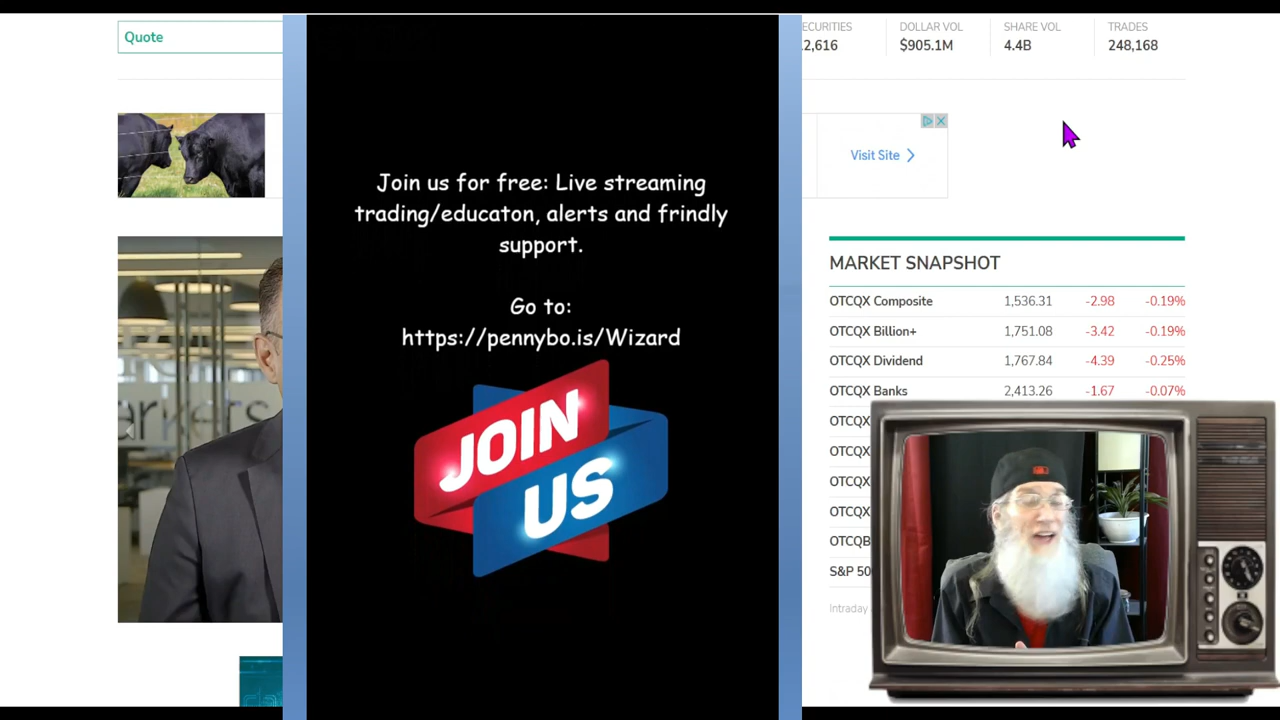 Quote
SECURITIES
DOLLAR VOL
$905.1M
SHARE VOL
4.4B
TRADES
248,168
Visit Site
Join us for free: Live streaming
trading/educaton, alerts and frindly
support.
Go to:
https://pennybo.is/Wizard
JOIN
US
MARKET SNAPSHOT
OTCQX Composite 1,536.31 -2.98 -0.19%
OTCQX Billion+ 1,751.08 -3.42 -0.19%
OTCQX Dividend 1,767.84 -4.39 -0.25%
OTCQX Banks 2,413.26 -1.67 -0.07%
OTCQX
OTCQX
OTCQX
OTCQX
OTCQB
S&P 50
Intraday